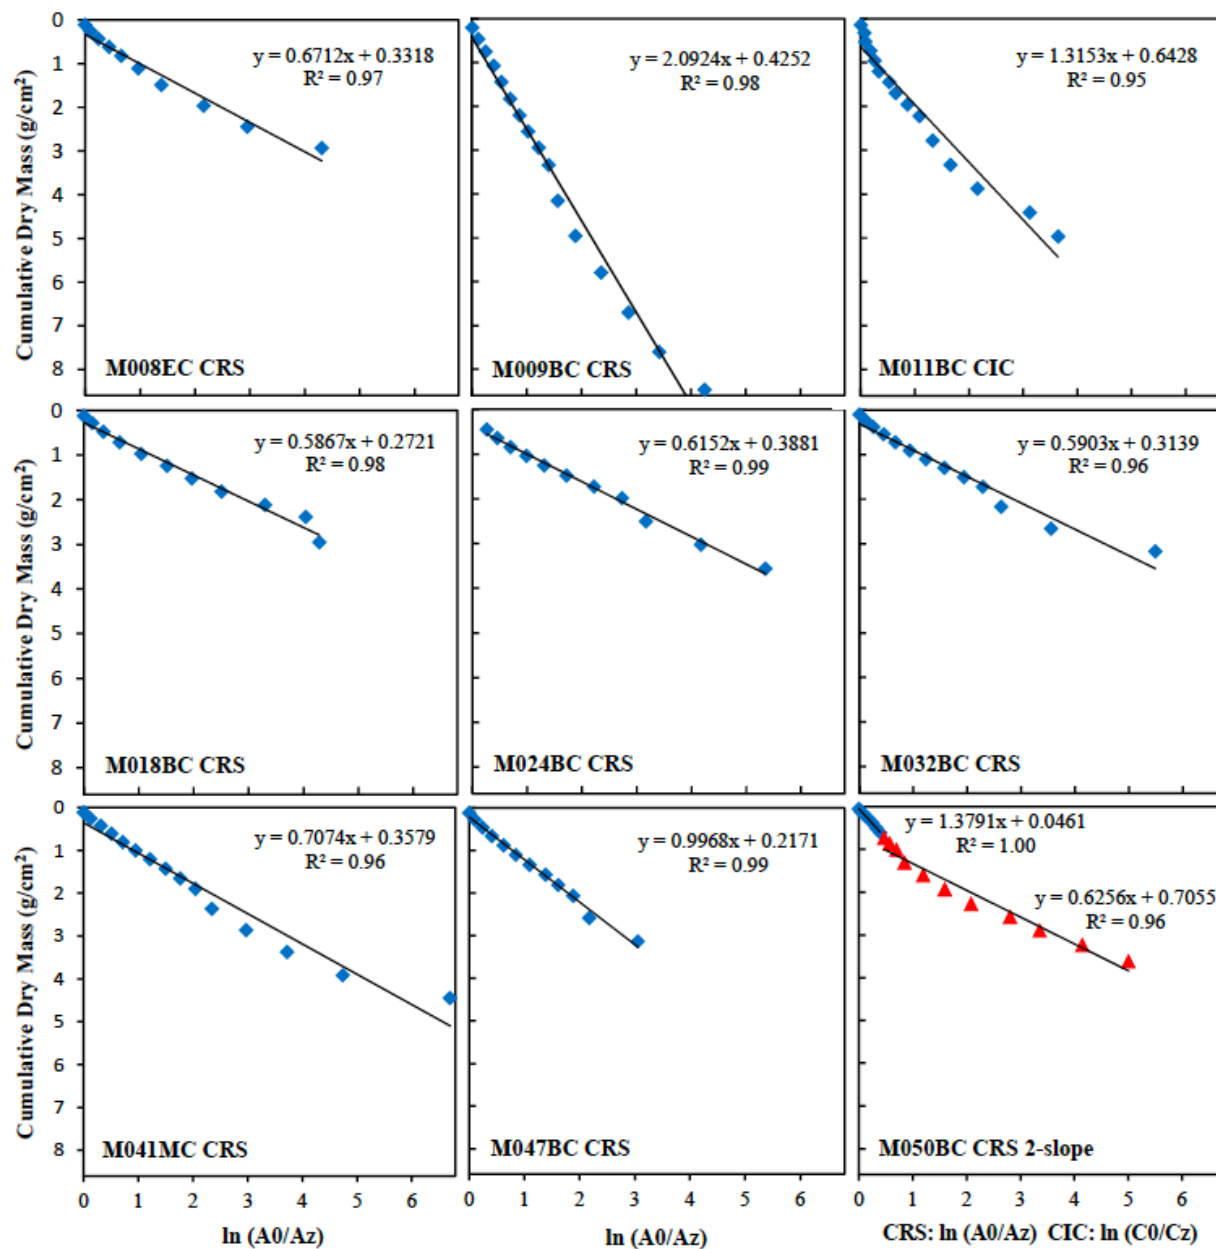 Cumulative Dry Mass (g/cm²)
0
1
2
3
4
5
6
7
8
y = 0.6712x + 0.3318
R² = 0.97
M008EC CRS
y = 2.0924x + 0.4252
R² = 0.98
M009BC CRS
y = 1.3153x + 0.6428
R² = 0.95
M011BC CIC
Cumulative Dry Mass (g/cm²)
0
1
2
3
4
5
6
7
8
y = 0.5867x + 0.2721
R² = 0.98
M018BC CRS
y = 0.6152x + 0.3881
R² = 0.99
M024BC CRS
y = 0.5903x + 0.3139
R² = 0.96
M032BC CRS
Cumulative Dry Mass (g/cm²)
0
1
2
3
4
5
6
7
8
y = 0.7074x + 0.3579
R² = 0.96
M041MC CRS
0 1 2 3 4 5 6
ln (A0/Az)
y = 0.9968x + 0.2171
R² = 0.99
M047BC CRS
0 1 2 3 4 5 6
ln (A0/Az)
y = 1.3791x + 0.0461
R² = 1.00
y = 0.6256x + 0.7055
R² = 0.96
M050BC CRS 2-slope
0 1 2 3 4 5 6
CRS: ln (A0/Az) CIC: ln (C0/Cz)